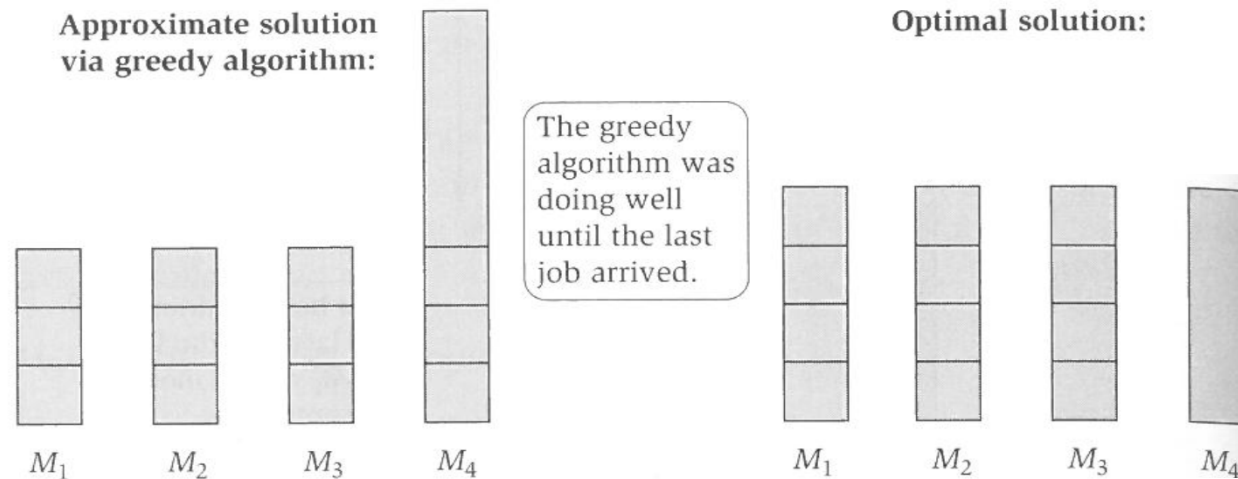 Approximate solution
via greedy algorithm:
The greedy
algorithm was
doing well
until the last
job arrived.
Optimal solution:
M1 M2 M3 M4
M1 M2 M3 M4